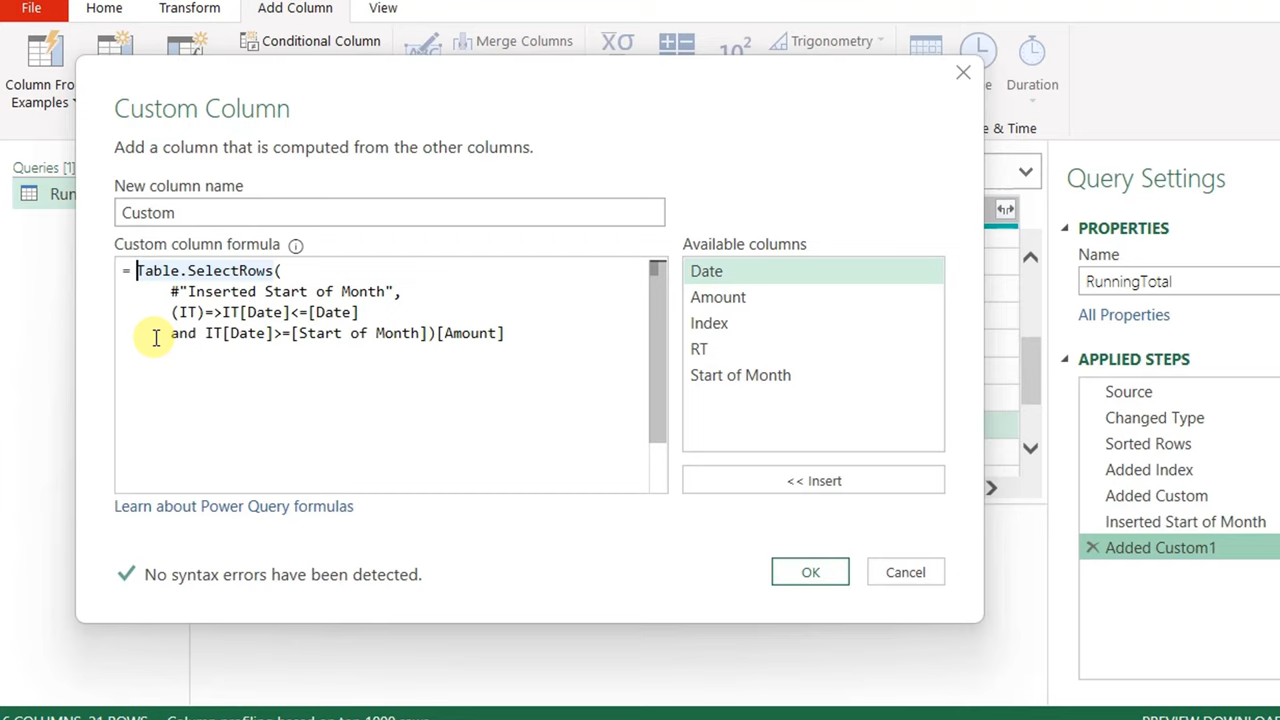 File Home Transform Add Column View
Conditional Column
Merge Columns
Trigonometry
Column From
Examples
Duration
& Time
Custom Column
Add a column that is computed from the other columns.
New column name
Custom
Custom column formula
= Table.SelectRows(
#"Inserted Start of Month",
(IT)=>IT[Date]<=[Date]
and IT[Date]>=[Start of Month])[Amount]
Available columns
Date
Amount
Index
RT
Start of Month
<< Insert
Learn about Power Query formulas
No syntax errors have been detected.
OK
Cancel
Queries [1]
Run
Query Settings
PROPERTIES
Name
RunningTotal
All Properties
APPLIED STEPS
Source
Changed Type
Sorted Rows
Added Index
Added Custom
Inserted Start of Month
Added Custom1